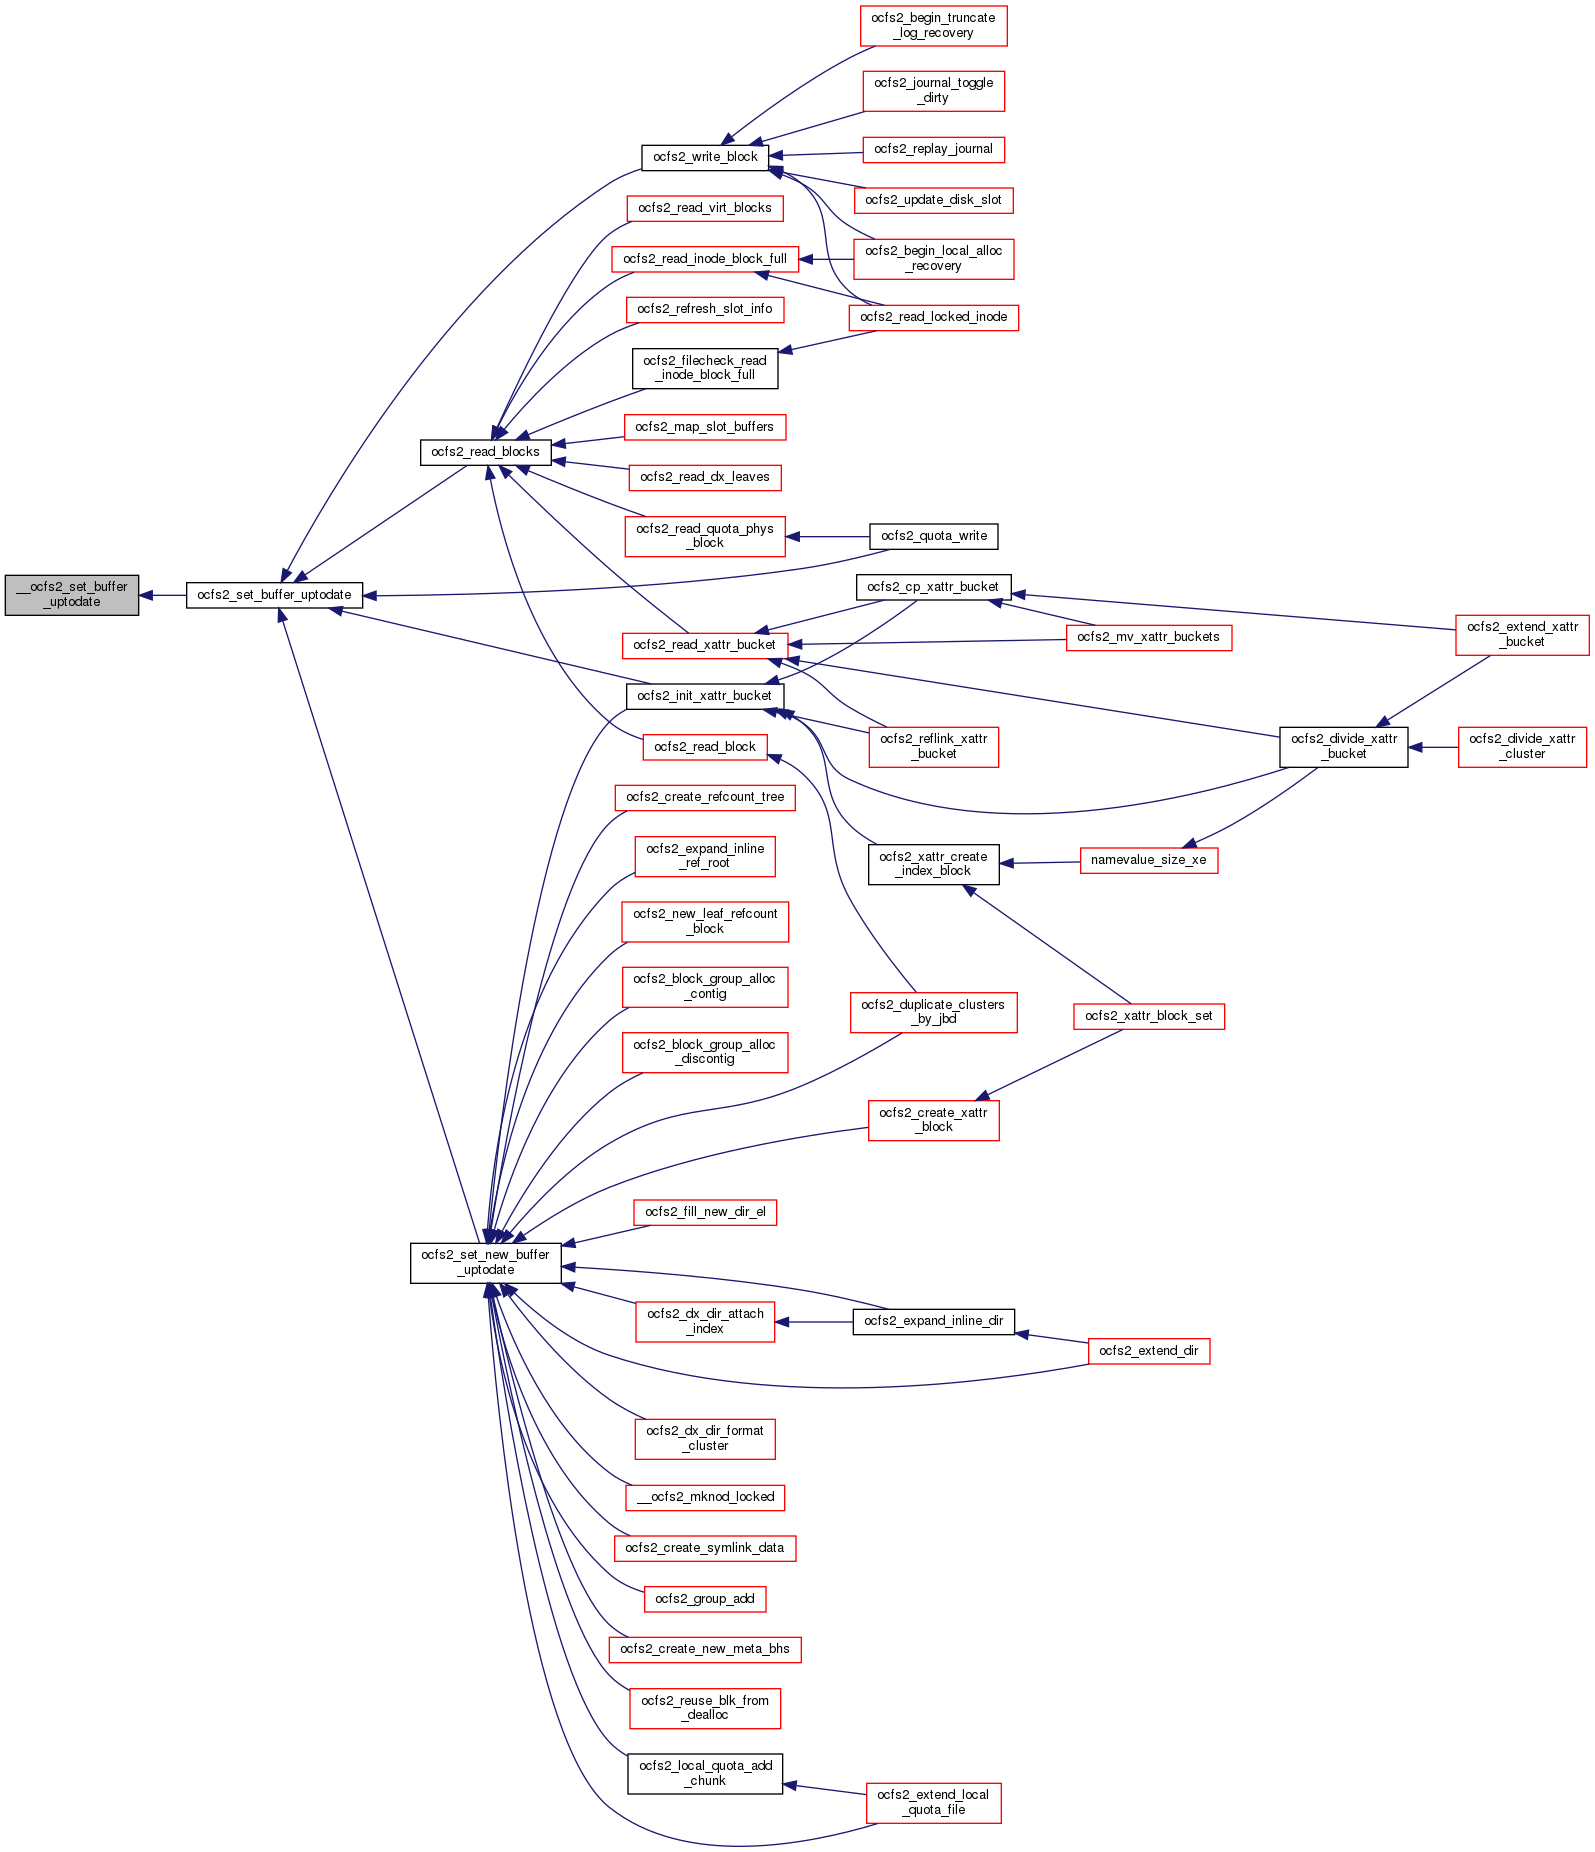 ocfs2_begin_truncate
_log_recovery
ocfs2_journal_toggle
_dirty
ocfs2_write_block
ocfs2_replay_journal
ocfs2_update_disk_slot
ocfs2_read_virt_blocks
ocfs2_begin_local_alloc
_recovery
ocfs2_read_inode_block_full
ocfs2_refresh_slot_info
ocfs2_read_locked_inode
ocfs2_filecheck_read
_inode_block_full
ocfs2_map_slot_buffers
ocfs2_read_blocks
ocfs2_read_dx_leaves
ocfs2_read_quota_phys
_block
ocfs2_quota_write
__ocfs2_set_buffer
_uptodate
ocfs2_set_buffer_uptodate
ocfs2_cp_xattr_bucket
ocfs2_extend_xattr
_bucket
ocfs2_mv_xattr_buckets
ocfs2_read_xattr_bucket
ocfs2_init_xattr_bucket
ocfs2_read_block
ocfs2_reflink_xattr
_bucket
ocfs2_divide_xattr
_bucket
ocfs2_divide_xattr
_cluster
ocfs2_create_refcount_tree
ocfs2_expand_inline
_ref_root
ocfs2_xattr_create
_index_block
namevalue_size_xe
ocfs2_new_leaf_refcount
_block
ocfs2_block_group_alloc
_contig
ocfs2_duplicate_clusters
_by_jbd
ocfs2_xattr_block_set
ocfs2_block_group_alloc
_discontig
ocfs2_create_xattr
_block
ocfs2_fill_new_dir_el
ocfs2_set_new_buffer
_uptodate
ocfs2_dx_dir_attach
_index
ocfs2_expand_inline_dir
ocfs2_extend_dir
ocfs2_dx_dir_format
_cluster
__ocfs2_mknod_locked
ocfs2_create_symlink_data
ocfs2_group_add
ocfs2_create_new_meta_bhs
ocfs2_reuse_blk_from
_dealloc
ocfs2_local_quota_add
_chunk
ocfs2_extend_local
_quota_file